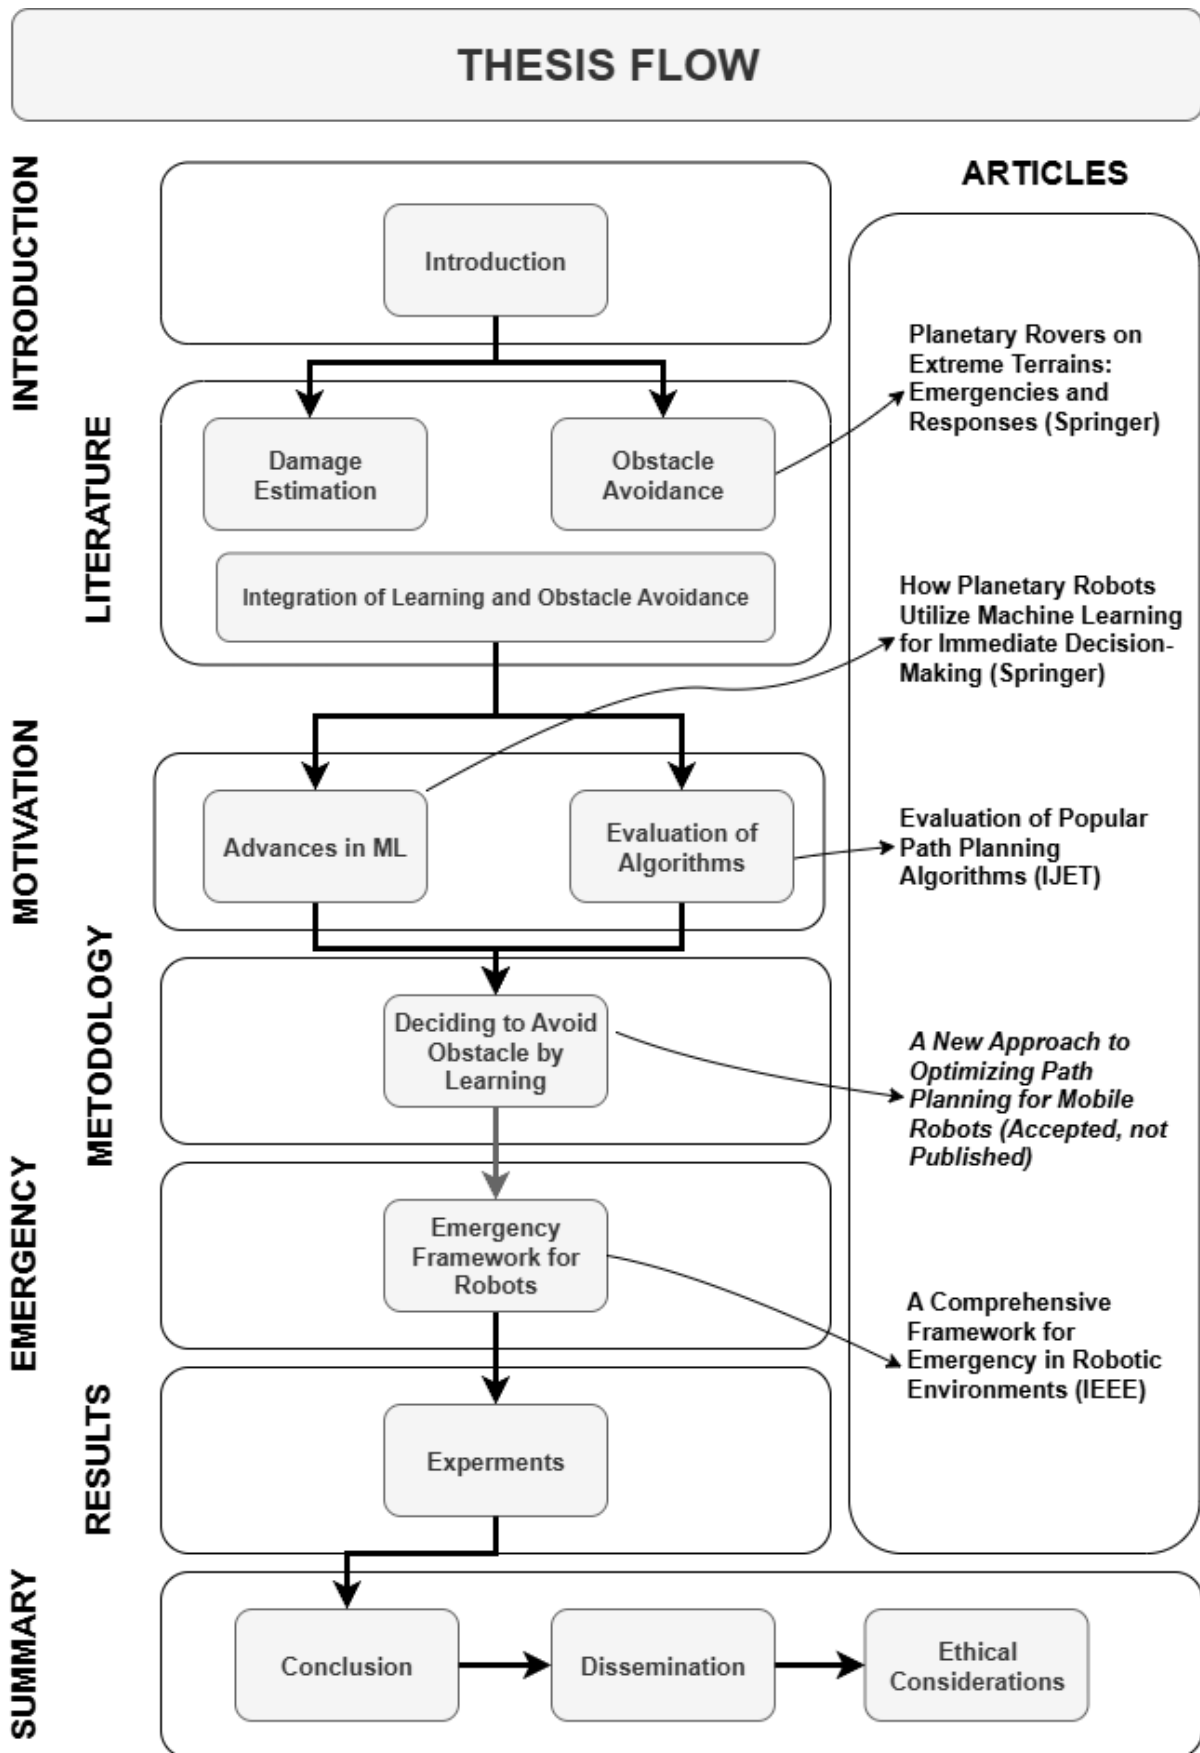 THESIS FLOW
INTRODUCTION
Introduction
ARTICLES
LITERATURE
Damage
Estimation
Obstacle
Avoidance
Integration of Learning and Obstacle Avoidance
Planetary Rovers on
Extreme Terrains:
Emergencies and
Responses (Springer)
How Planetary Robots
Utilize Machine Learning
for Immediate Decision-
Making (Springer)
MOTIVATION
Advances in ML
Evaluation of
Algorithms
Evaluation of Popular
Path Planning
Algorithms (IJET)
METODOLOGY
Deciding to Avoid
Obstacle by
Learning
A New Approach to
Optimizing Path
Planning for Mobile
Robots (Accepted, not
Published)
EMERGENCY
Emergency
Framework for
Robots
A Comprehensive
Framework for
Emergency in Robotic
Environments (IEEE)
RESULTS
Experments
SUMMARY
Conclusion
Dissemination
Ethical
Considerations